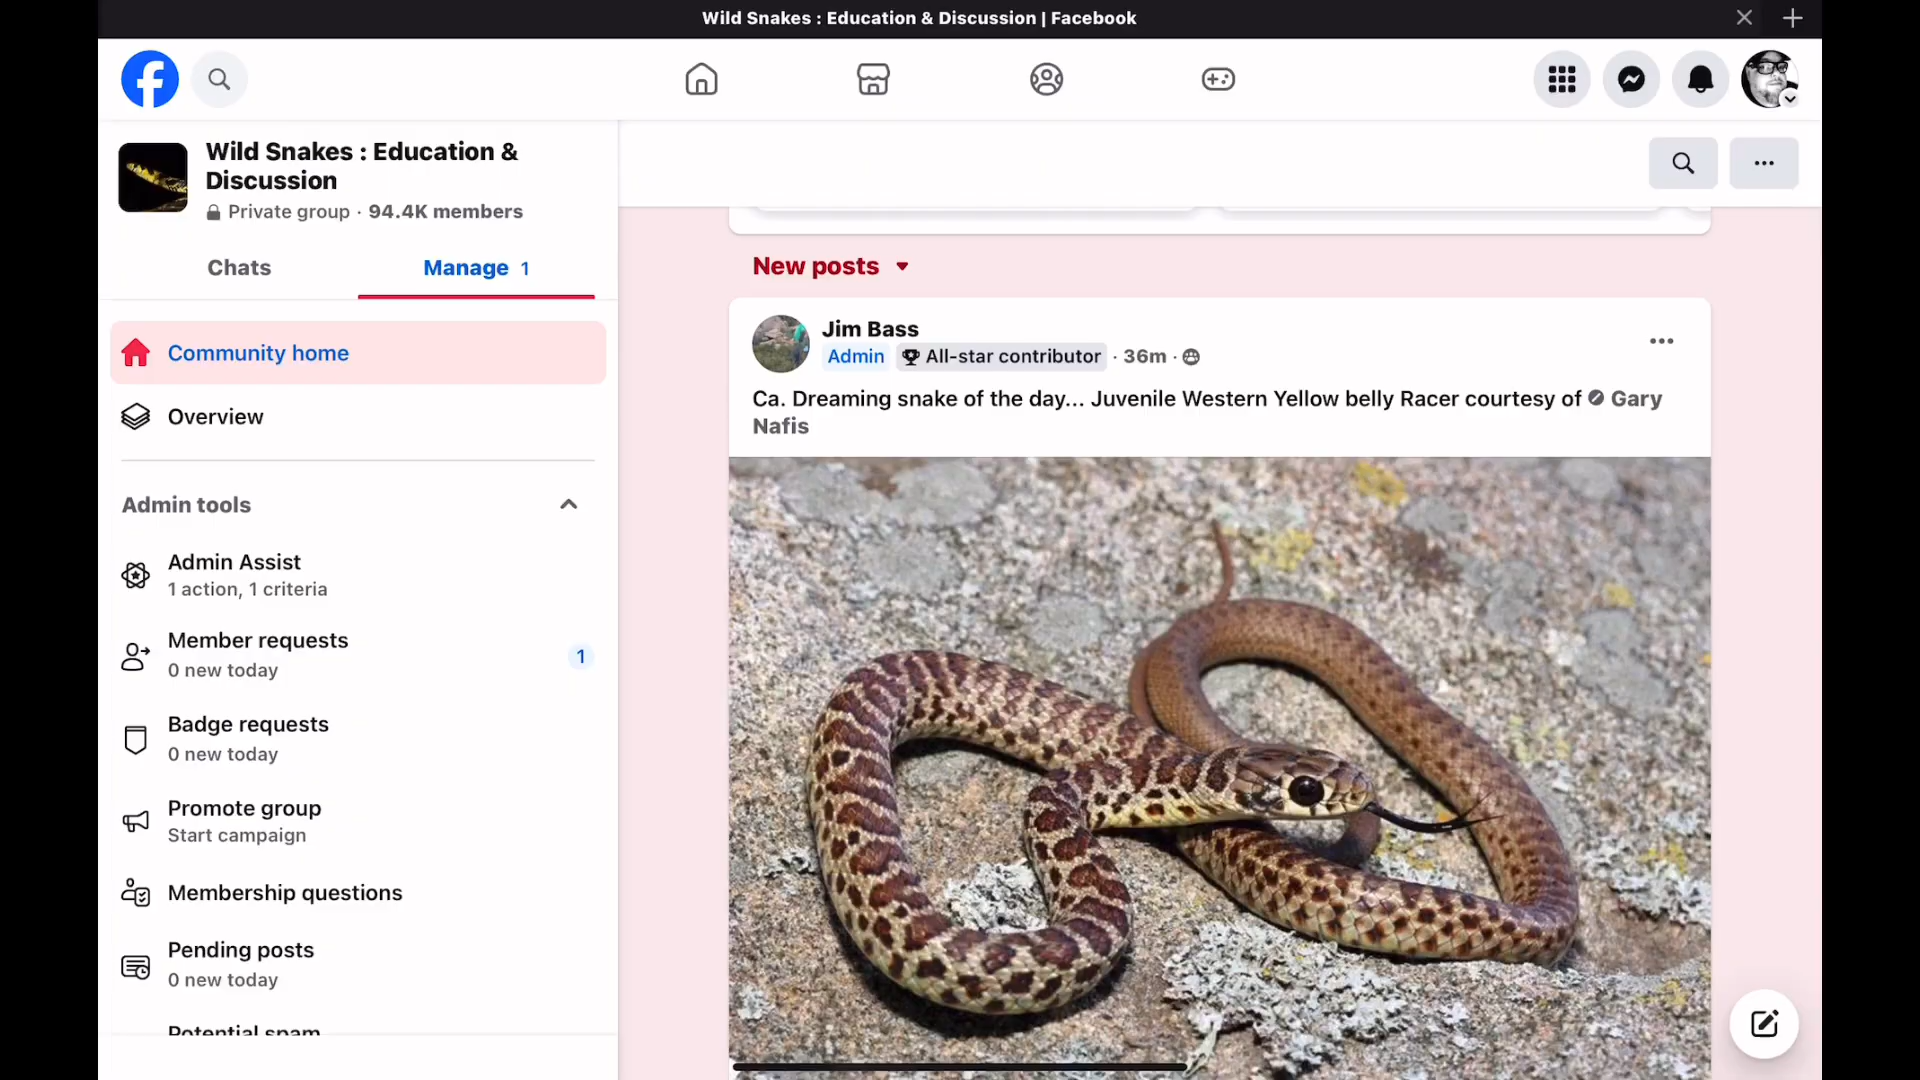 Wild Snakes : Education & Discussion | Facebook
Wild Snakes : Education &
Discussion
Private group · 94.4K members
Chats
Manage 1
Community home
Overview
Admin tools
Admin Assist
1 action, 1 criteria
Member requests
0 new today
1
Badge requests
0 new today
Promote group
Start campaign
Membership questions
Pending posts
0 new today
Potential spam
New posts
Jim Bass
Admin All-star contributor · 36m ·
Ca. Dreaming snake of the day... Juvenile Western Yellow belly Racer courtesy of Gary
Nafis